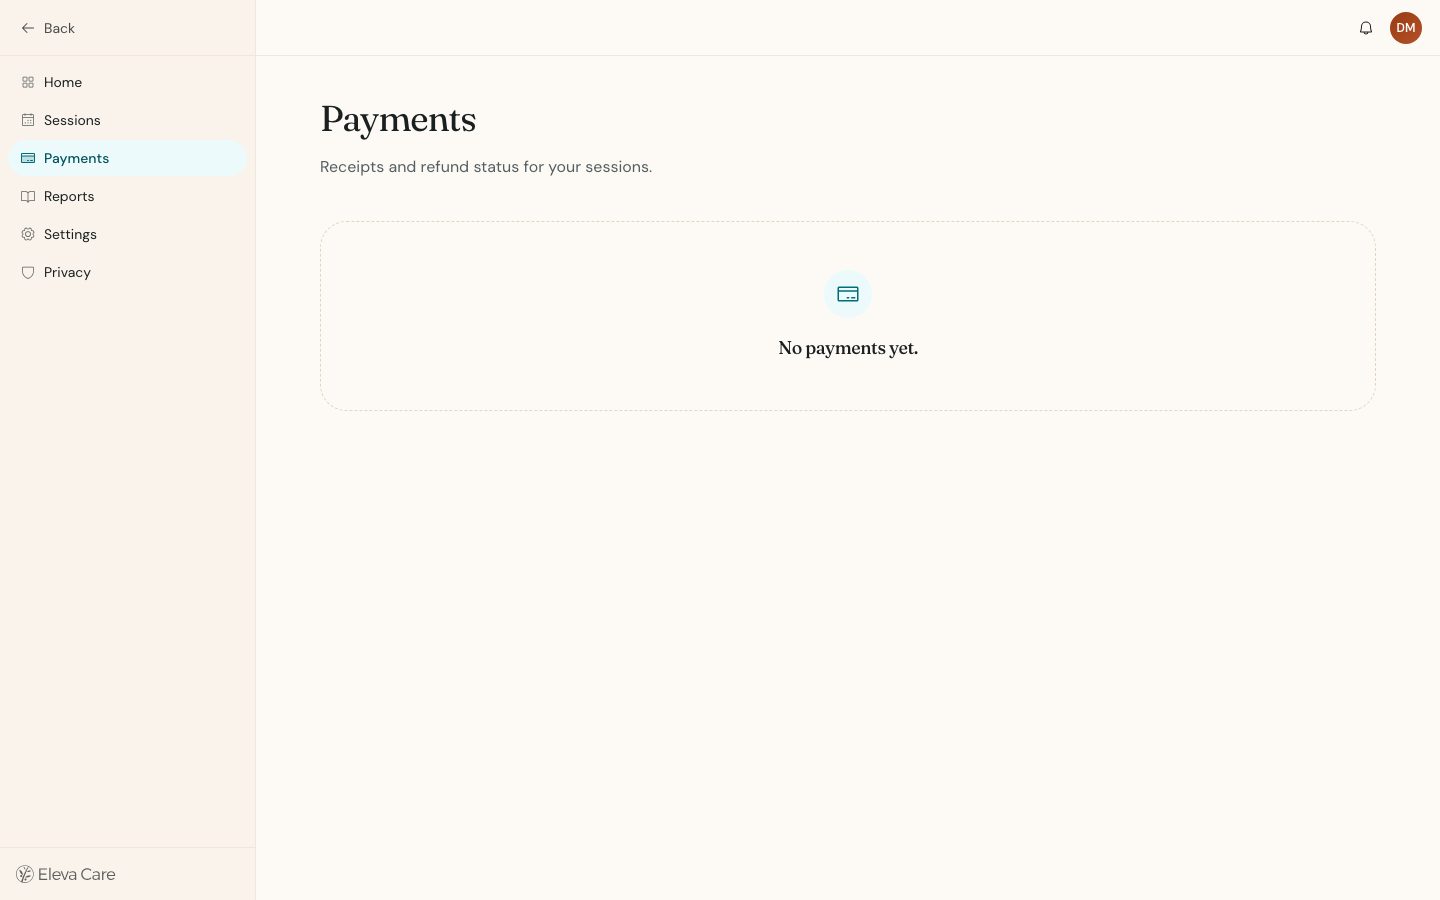 Back
DM
Home
Sessions
Payments
Reports
Settings
Privacy
Payments
Receipts and refund status for your sessions.
No payments yet.
Eleva Care